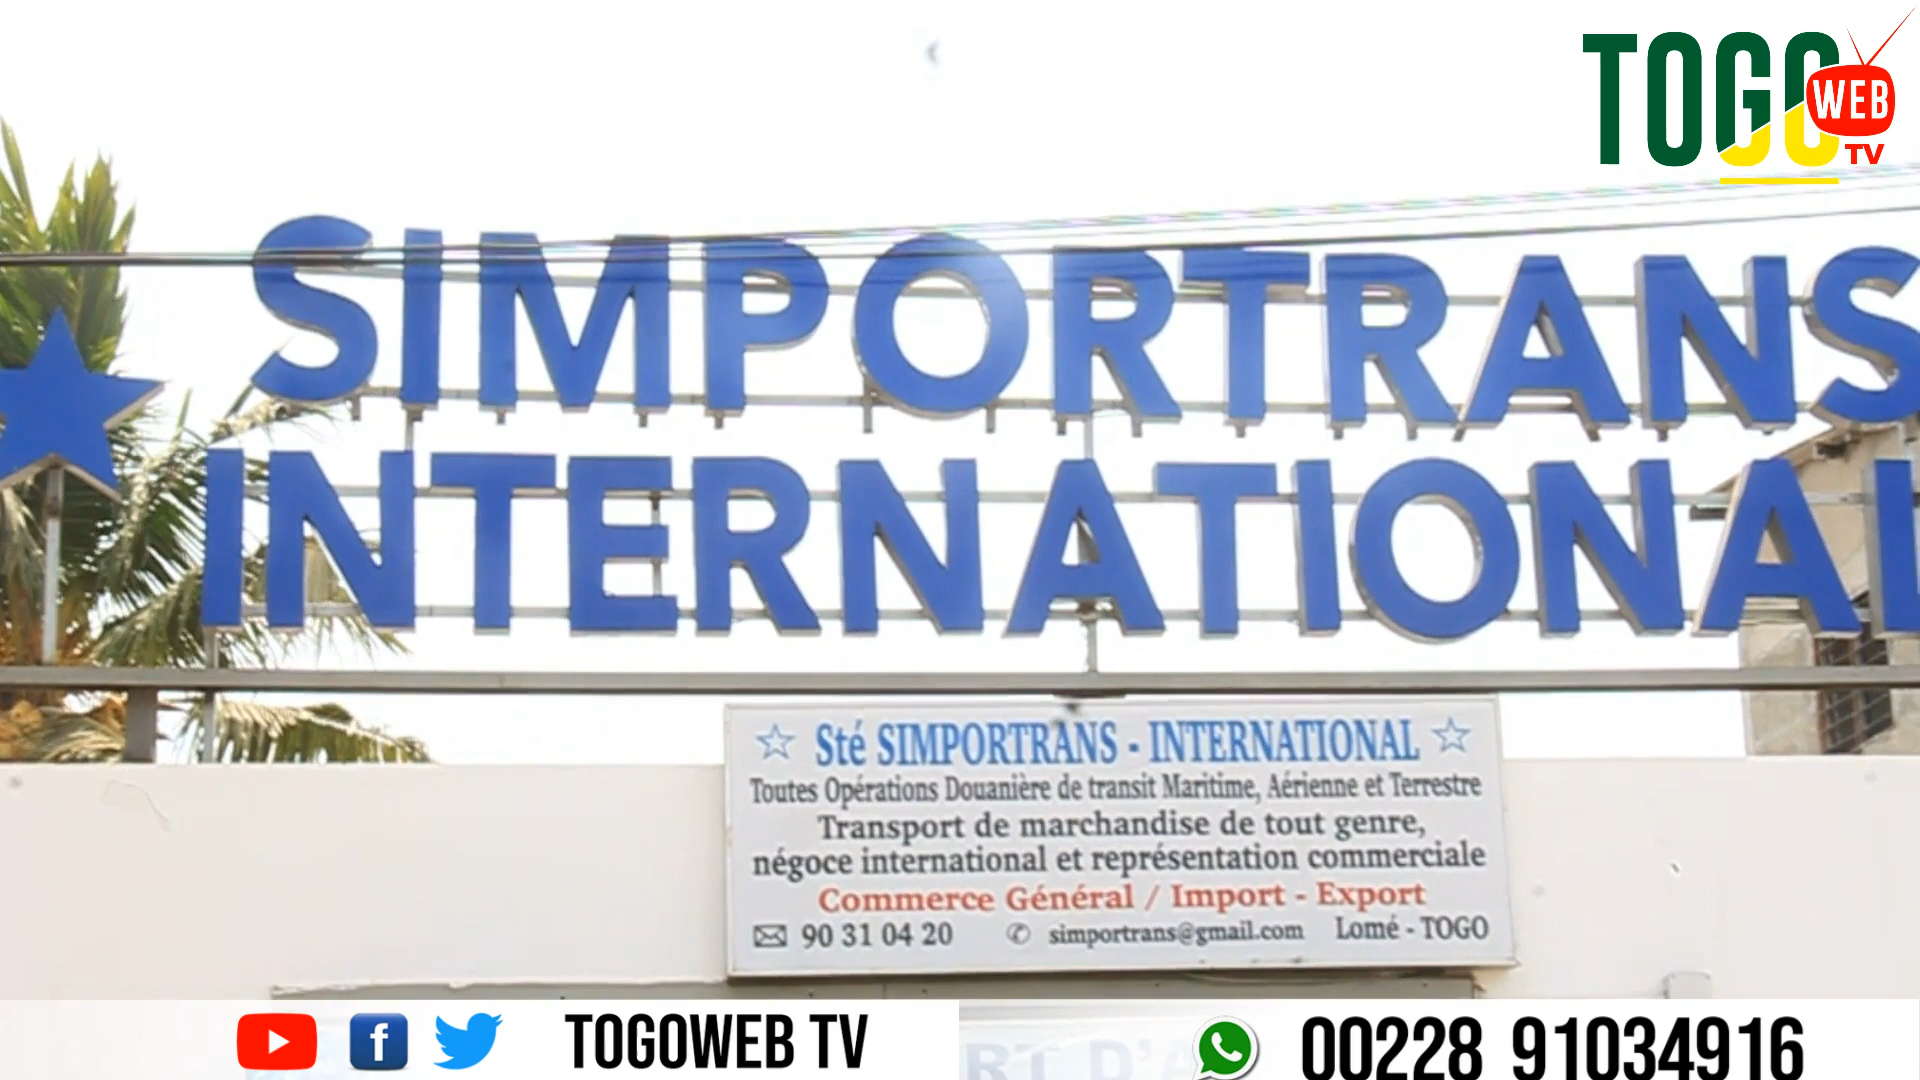 TOGO
WEB
TV
SIMPORTRANS
INTERNATIONAL
Sté SIMPORTRANS - INTERNATIONAL
Toutes Opérations Douanière de transit Maritime, Aérienne et Terrestre
Transport de marchandise de tout genre,
négoce international et représentation commerciale
Commerce Général / Import - Export
90 31 04 20 simportrans@gmail.com Lomé - TOGO
TOGOWEB TV 00228 91034916